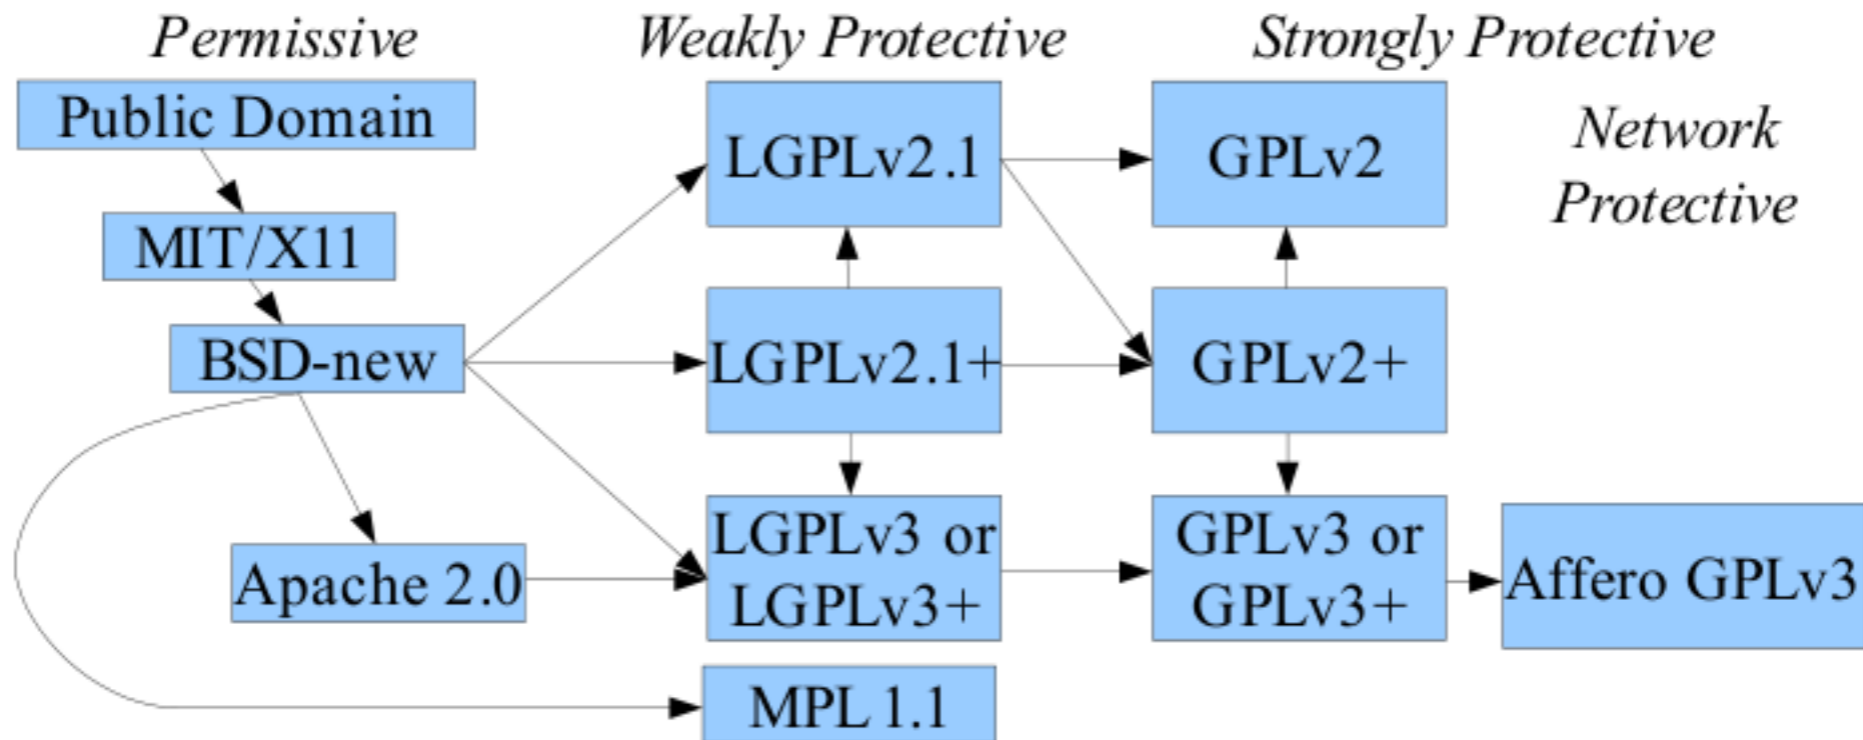 Permissive
Weakly Protective
Strongly Protective
Network
Protective
Public Domain
MIT/X11
BSD-new
Apache 2.0
LGPLv2.1
LGPLv2.1+
LGPLv3 or
LGPLv3+
MPL 1.1
GPLv2
GPLv2+
GPLv3 or
GPLv3+
Affero GPLv3